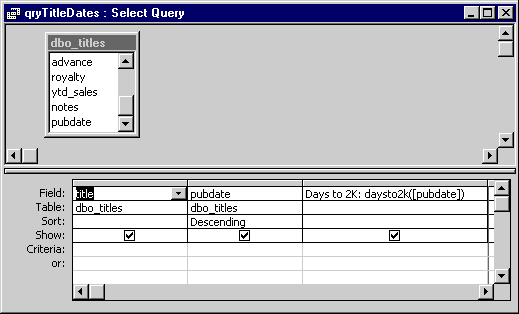 qryTitleDates : Select Query
dbo_titles
advance
royalty
ytd_sales
notes
pubdate
Field: title pubdate Days to 2K: daysto2k([pubdate])
Table: dbo_titles dbo_titles
Sort: Descending
Show:
Criteria:
or: